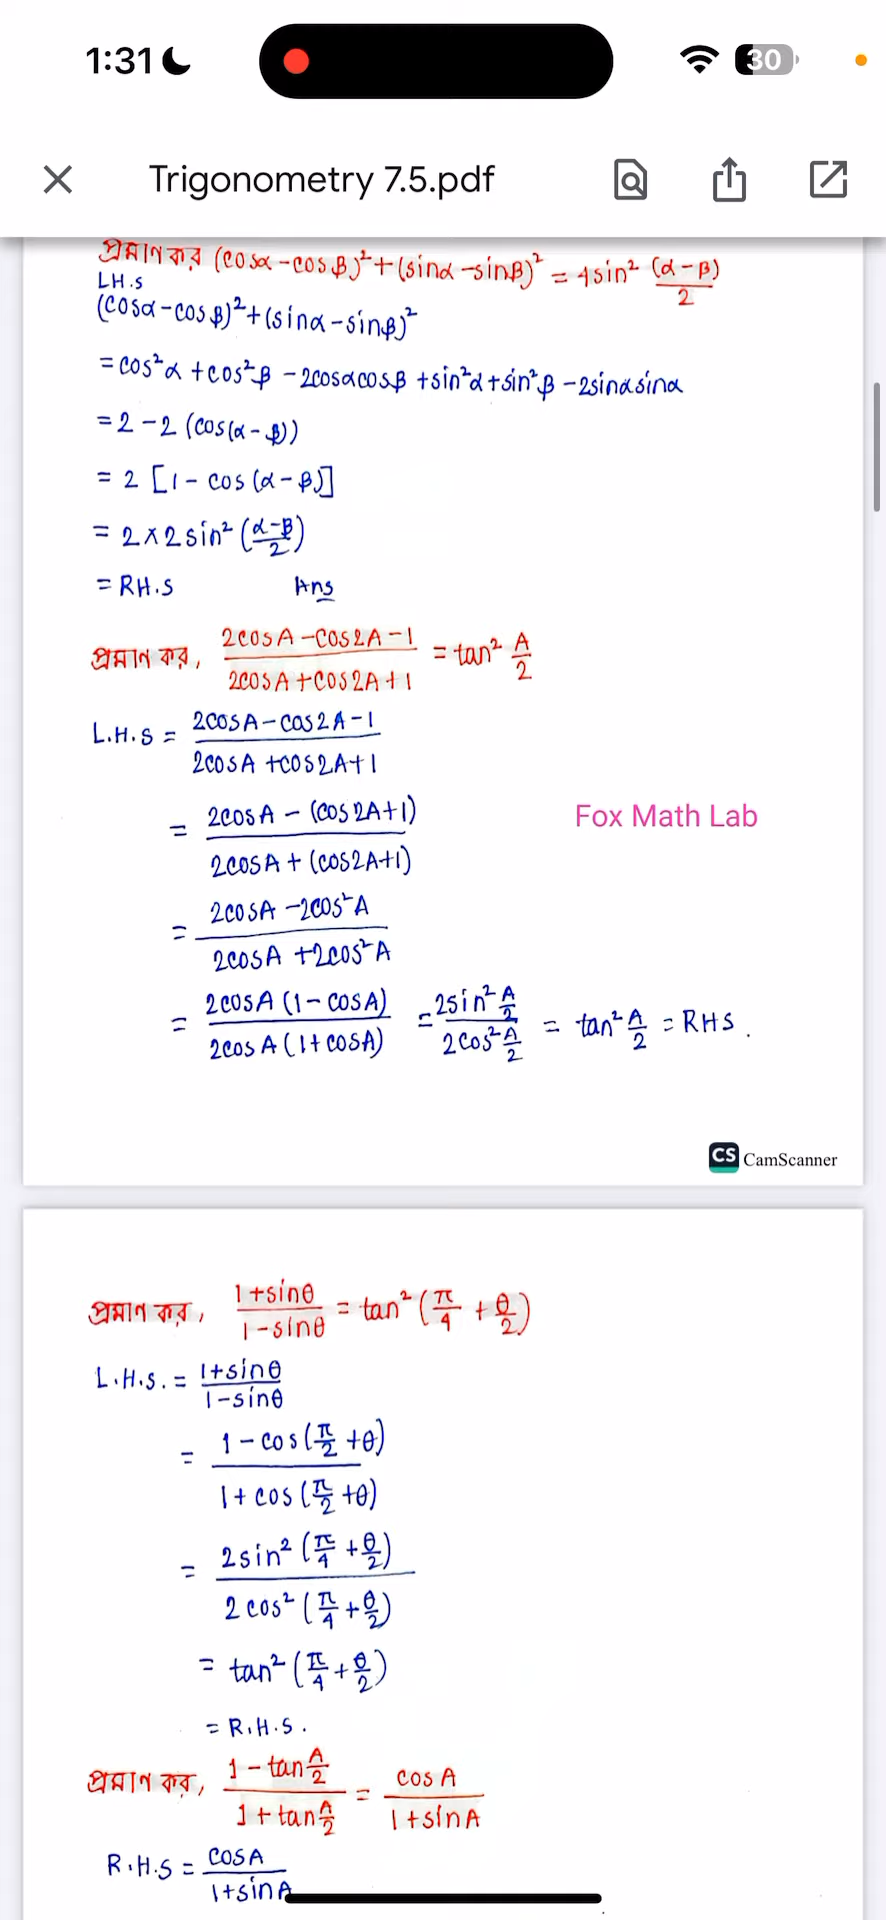 1:31
30
Trigonometry 7.5.pdf
প্রমাণ কর (cosα-cosβ)²+(sinα-sinβ)² = 4sin² (α-β)/2
LH.S
(cosα-cosβ)²+(sinα-sinβ)²
= cos²α+cos²β-2cosαcosβ+sin²α+sin²β-2sinαsinα
= 2-2(cos(α-β))
= 2[1-cos(α-β)]
= 2×2sin²(α-β/2)
= RH.S Ans
প্রমাণ কর, 2cosA-cos2A-1/2cosA+cos2A+1 = tan² A/2
L.H.S = 2cosA-cos2A-1/2cosA+cos2A+1
= 2cosA-(cos2A+1)/2cosA+(cos2A+1)
Fox Math Lab
= 2cosA-2cos²A/2cosA+2cos²A
= 2cosA(1-cosA)/2cosA(1+cosA) = 2sin²A/2/2cos²A/2 = tan²A/2 = RHS.
CS CamScanner
প্রমাণ কর, 1+sinθ/1-sinθ = tan²(π/4+θ/2)
L.H.S. = 1+sinθ/1-sinθ
= 1-cos(π/2+θ)/1+cos(π/2+θ)
= 2sin²(π/4+θ/2)/2cos²(π/4+θ/2)
= tan²(π/4+θ/2)
= R.H.S.
প্রমাণ কর, 1-tanA/2/1+tanA/2 = cosA/1+sinA
R.H.S = cosA/1+sinA